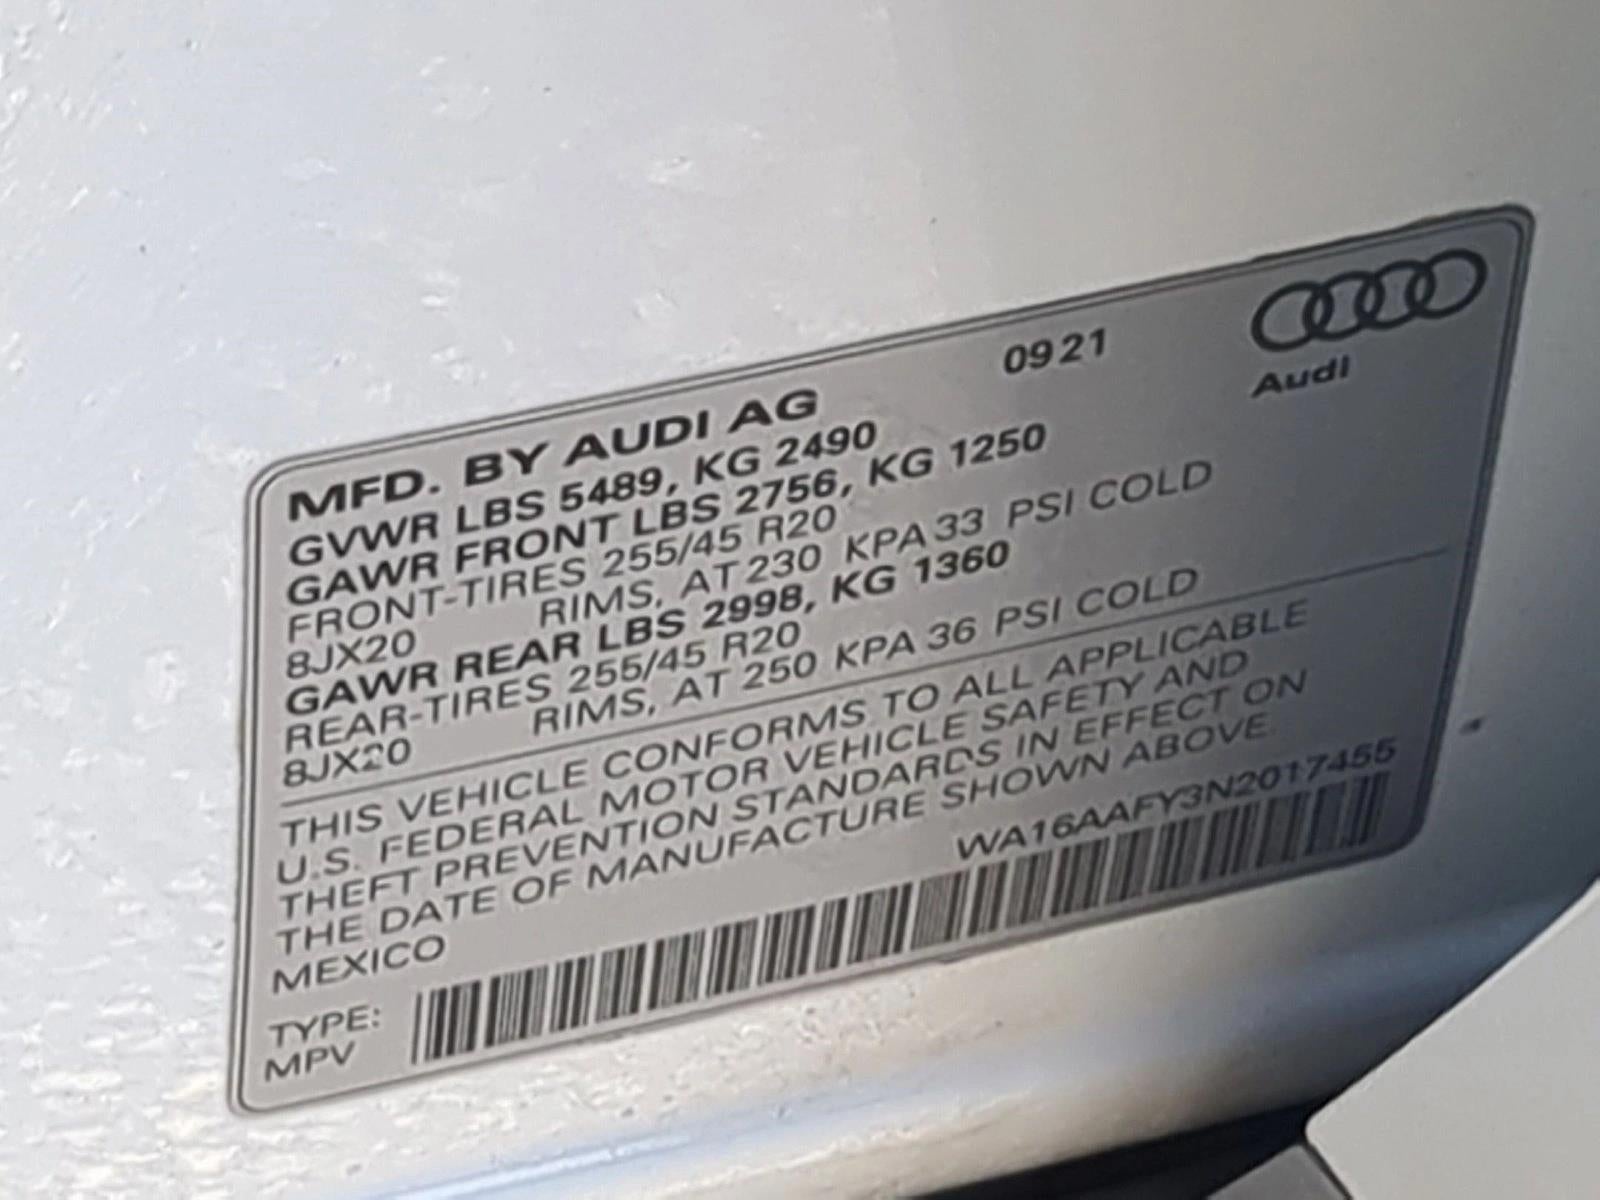 MFD. BY AUDI AG 0921
Audi
GVWR LBS 5489, KG 2490
GAWR FRONT LBS 2756, KG 1250
FRONT-TIRES 255/45 R20
8JX20 RIMS, AT 230 KPA 33 PSI COLD
GAWR REAR LBS 2998, KG 1360
REAR-TIRES 255/45 R20
8JX20 RIMS, AT 250 KPA 36 PSI COLD
THIS VEHICLE CONFORMS TO ALL APPLICABLE
U.S. FEDERAL MOTOR VEHICLE SAFETY AND
THEFT PREVENTION STANDARDS IN EFFECT ON
THE DATE OF MANUFACTURE SHOWN ABOVE.
MEXICO WA16AAFY3N2017455
TYPE:
MPV